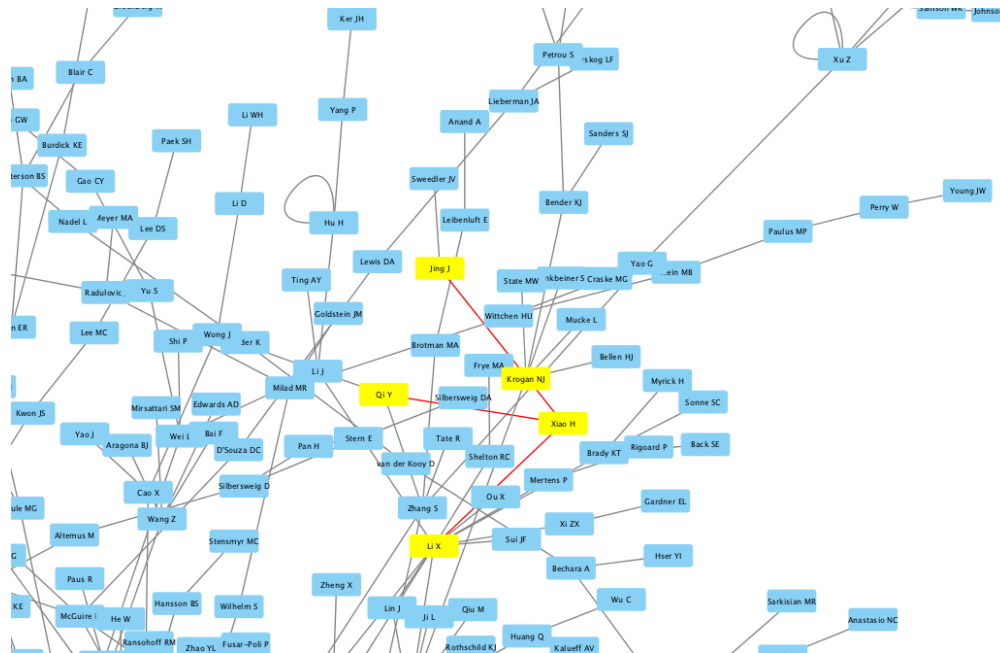 Ker JH
Samson WK
Petrou S
Xu Z
Blair C
Lieberman JA
Yang P
Li WH
Anand A
Sanders SJ
Paek SH
Burdick KE
Gao CY
Sweedler JV
Young JW
Li D
Bender KJ
Perry W
Nadel L
Meyer MA
Lee DS
Hu H
Leibenluft E
Paulus MP
Lewis DA
Jing J
Yao G
Ting AY
State MW
Craske MG
Radulovic
Yu S
Goldstein JM
Wittchen HU
Mucke L
Lee MC
Shi P
Wong J
Brotman MA
Bellen HJ
Li J
Frye MA
Krogan NJ
Myrick H
Milad MR
Qi Y
Silbersweig DA
Sonne SC
Kwon JS
Mirsattari SM
Edwards AD
Xiao H
Yao J
Aragona BJ
Wei L
Bai F
D'Souza DC
Pan H
Stern E
Tate R
Shelton RC
Brady KT
Rigoard P
Back SE
van der Kooy D
Mertens P
Cao X
Silbersweig D
Zhang S
Ou X
Gardner EL
Wang Z
Xi ZX
Altemus M
Stensmyr MC
Li X
Sui JF
Hser YI
Bechara A
Paus R
Zheng X
KE
McGuire
He W
Hansson BS
Wilhelm S
Lin J
Ji L
Qiu M
Wu C
Sarkisian MR
Anastasio NC
Ransohoff RM
Zhao YL
Fusar-Poli P
Rothschild KJ
Huang Q
Kalueff AV